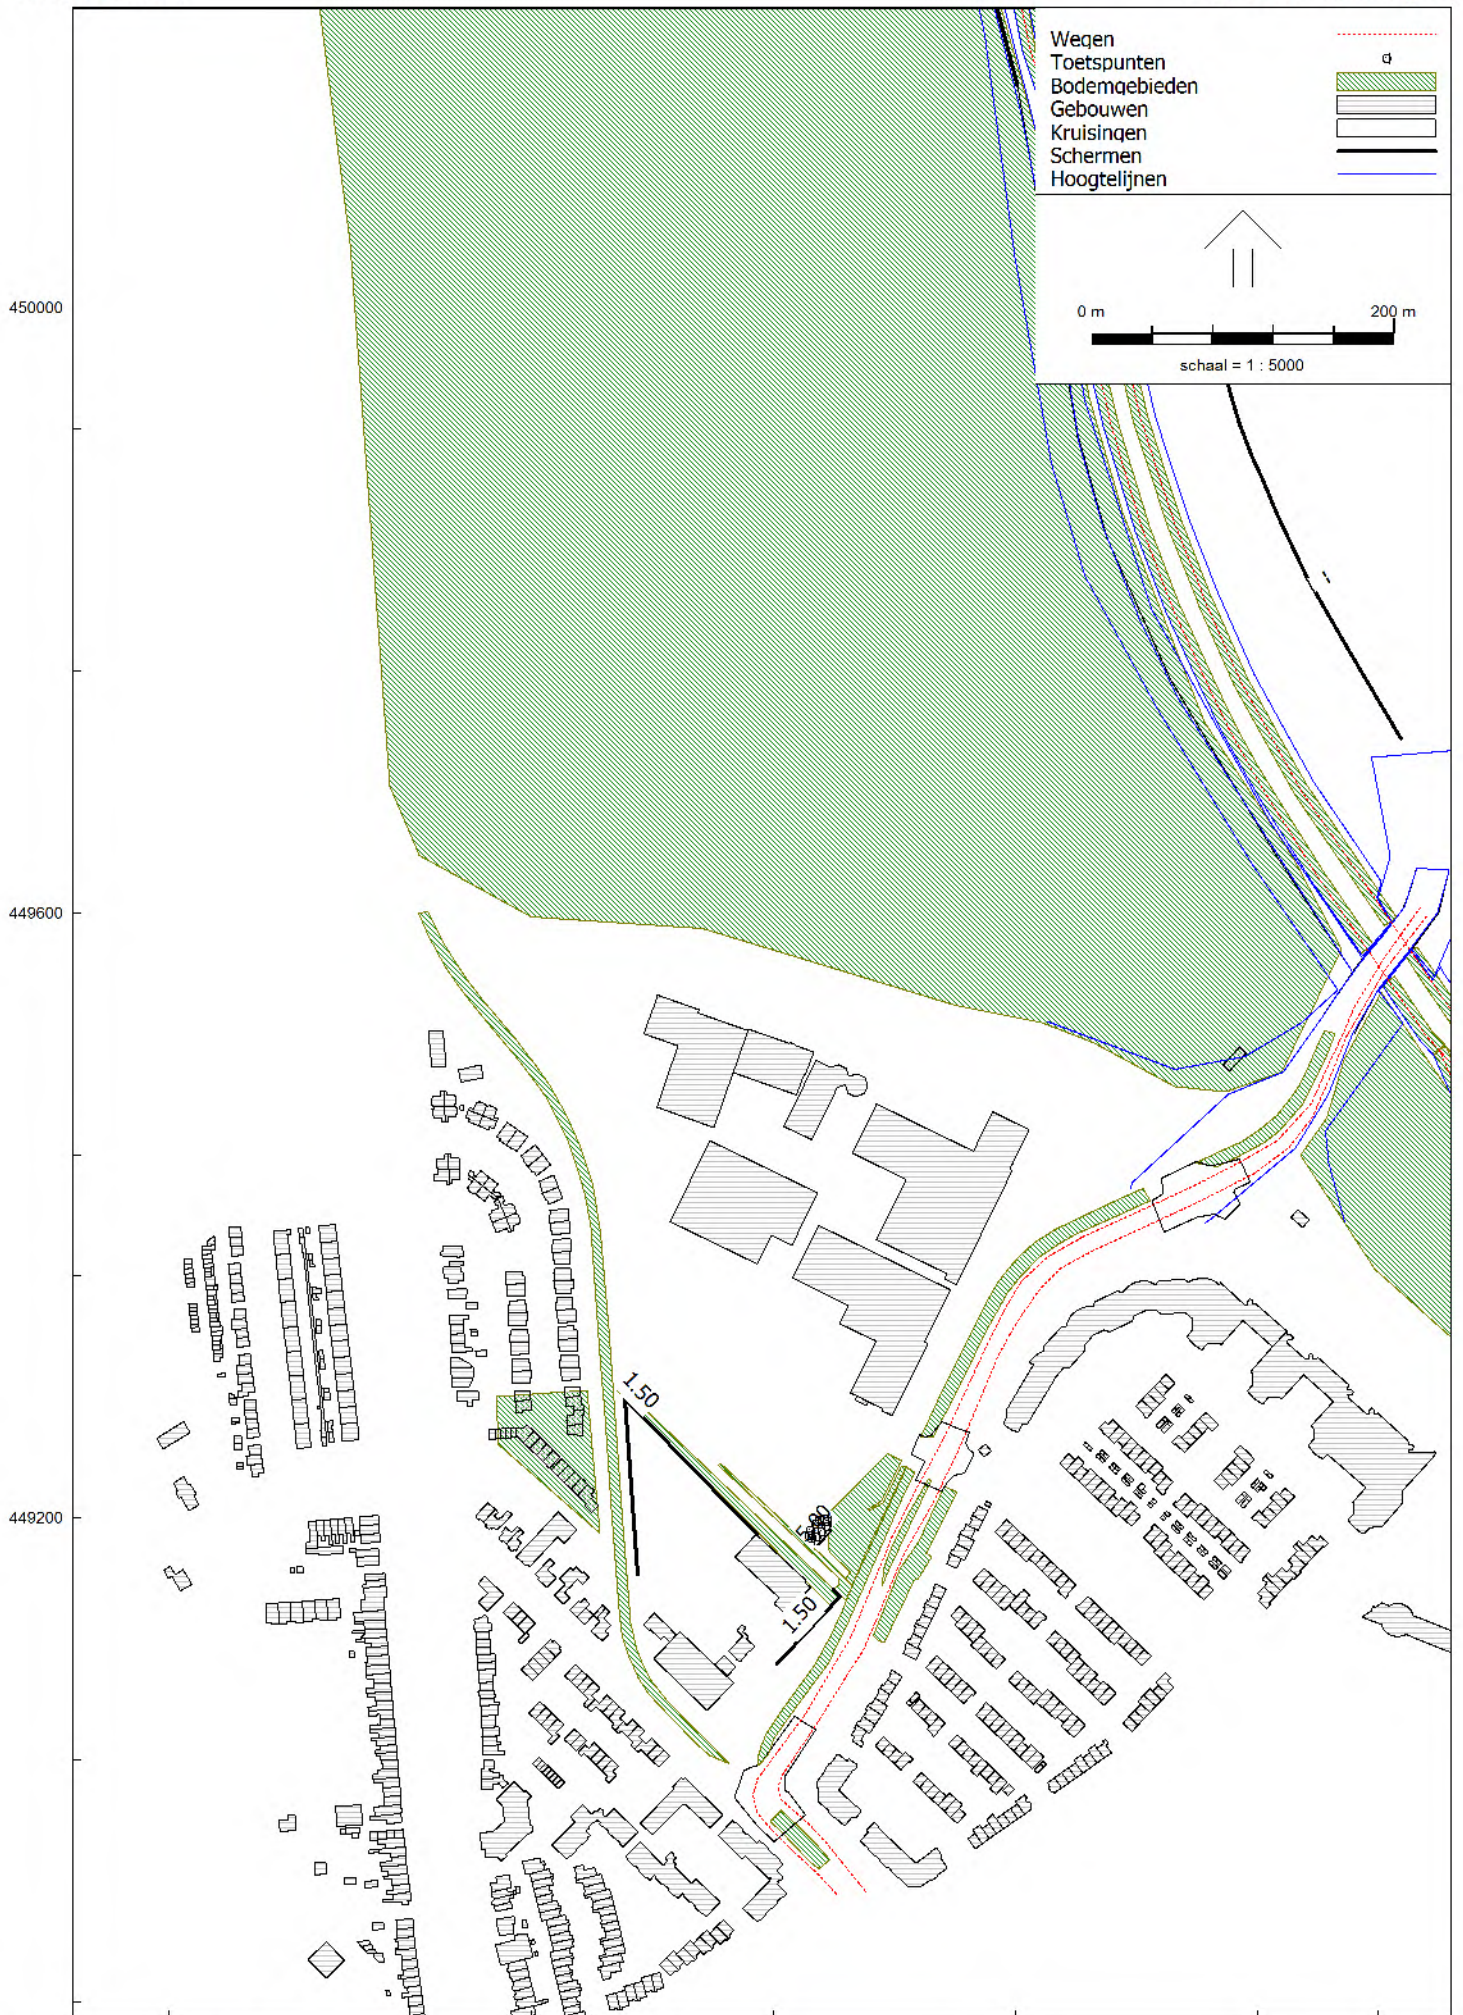 Wegen
Toetspunten
Bodemgebieden
Gebouwen
Kruisingen
Schermen
Hoogtelijnen
0 m 200 m
schaal = 1 : 5000
450000
449600
1.50
449200
1.50